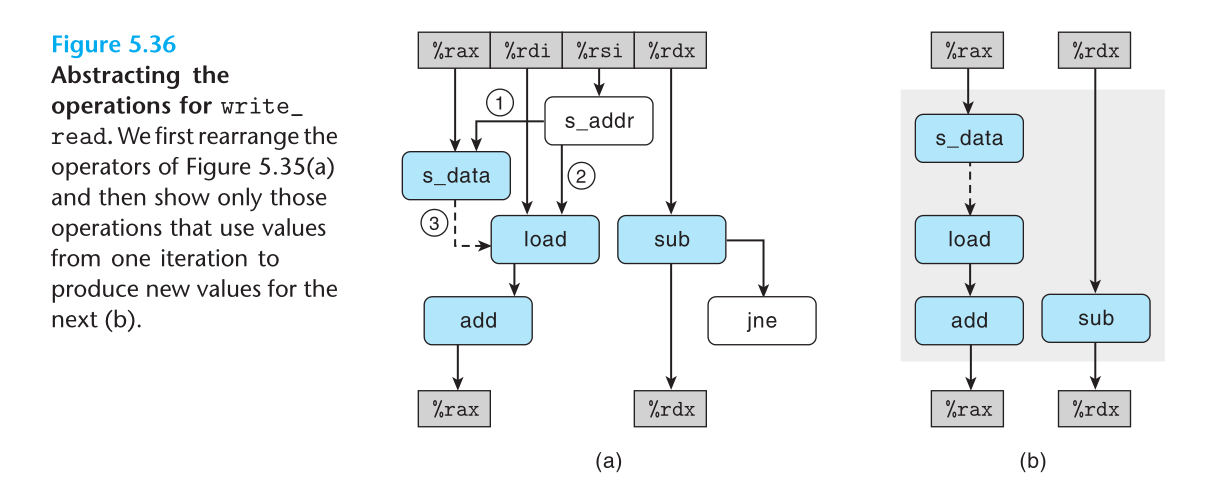 Figure 5.36
Abstracting the
operations for write_
read. We first rearrange the
operators of Figure 5.35(a)
and then show only those
operations that use values
from one iteration to
produce new values for the
next (b).
%rax %rdi %rsi %rdx
1
s_addr
s_data
2
3
load
sub
add
jne
%rax
%rdx
(a)
%rax
%rdx
s_data
load
add
sub
%rax
%rdx
(b)